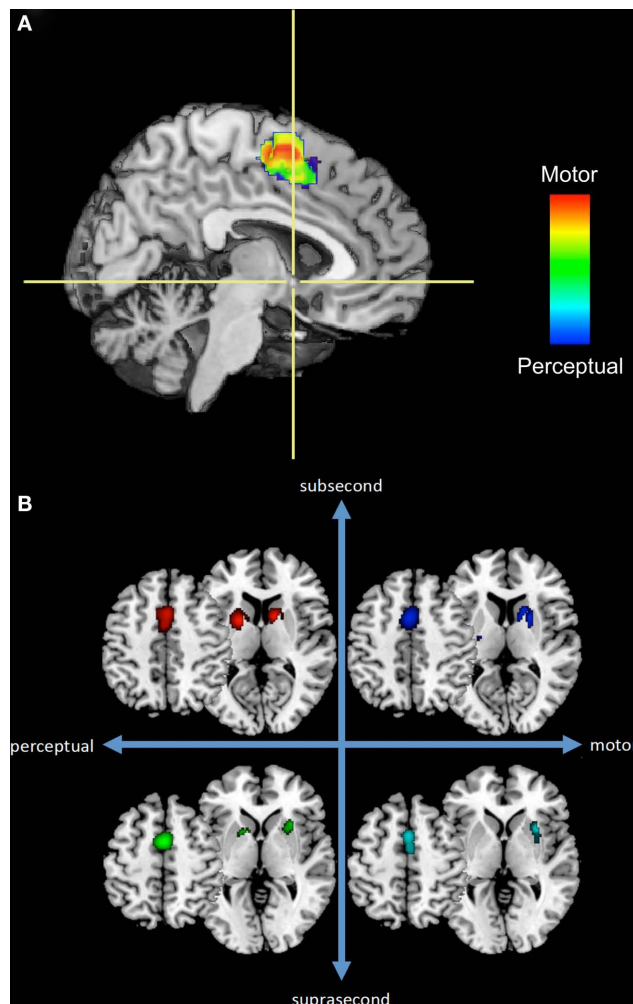 A
Motor
Perceptual
B
subsecond
perceptual
moto
suprasecond